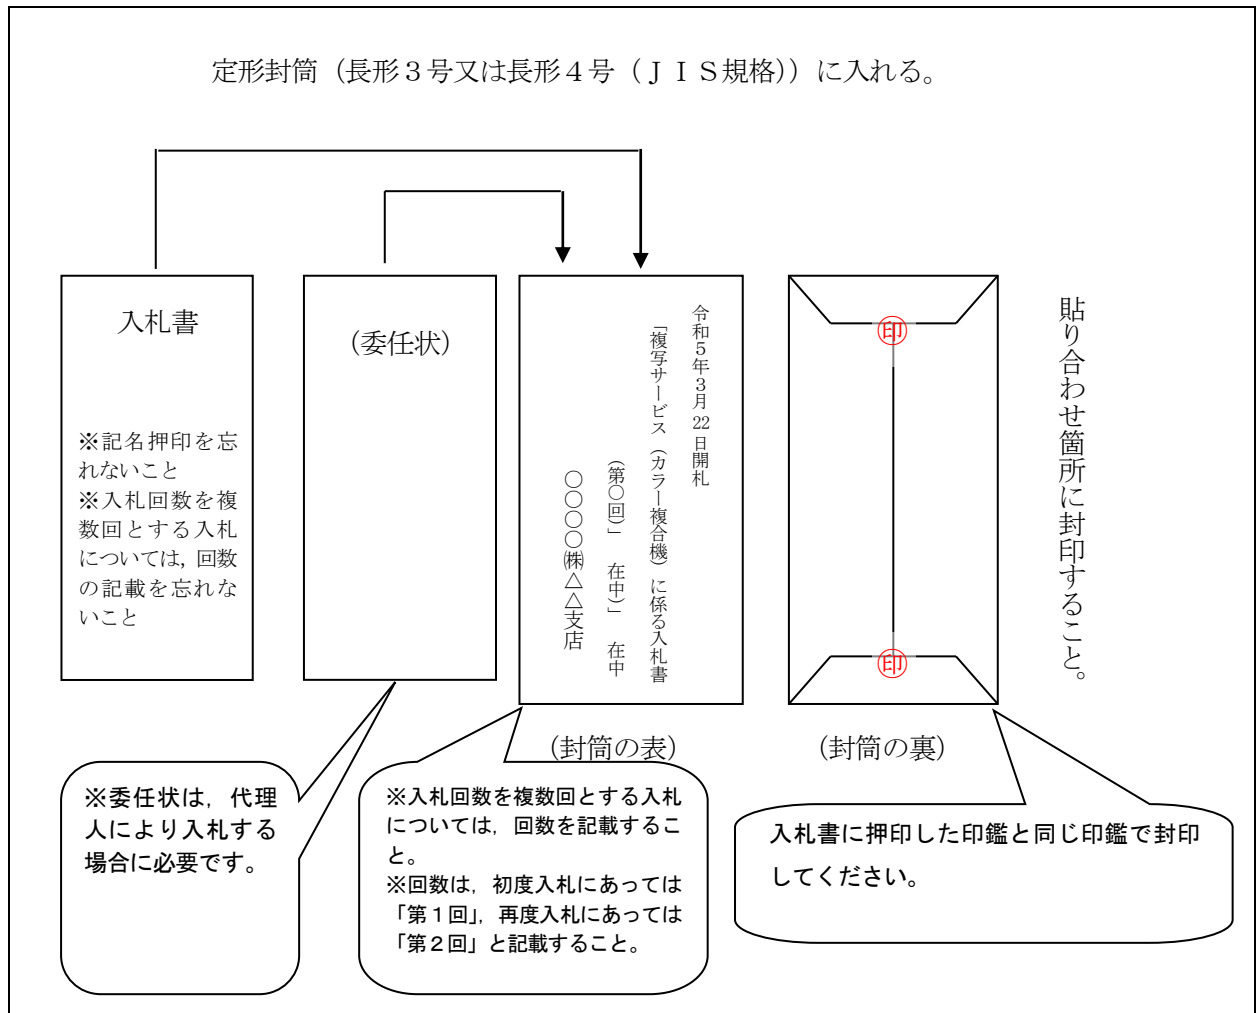 定形封筒（長形３号又は長形４号（ＪＩＳ規格））に入れる。
入札書
※記名押印を忘
れないこと
※入札回数を複
数回とする入札
については，回数
の記載を忘れな
いこと
（委任状）
令和５年３月22日開札
「複写サービス（カラー複合機）に係る入札書
（第〇回）」　在中）」　在中
〇〇〇〇㈱△△支店
印
印
貼り合わせ箇所に封印すること。
（封筒の表）
（封筒の裏）
※委任状は，代理
人により入札する
場合に必要です。
※入札回数を複数回とする入札
については，回数を記載するこ
と。
※回数は，初度入札にあっては
「第１回」，再度入札にあっては
「第２回」と記載すること。
入札書に押印した印鑑と同じ印鑑で封印
してください。